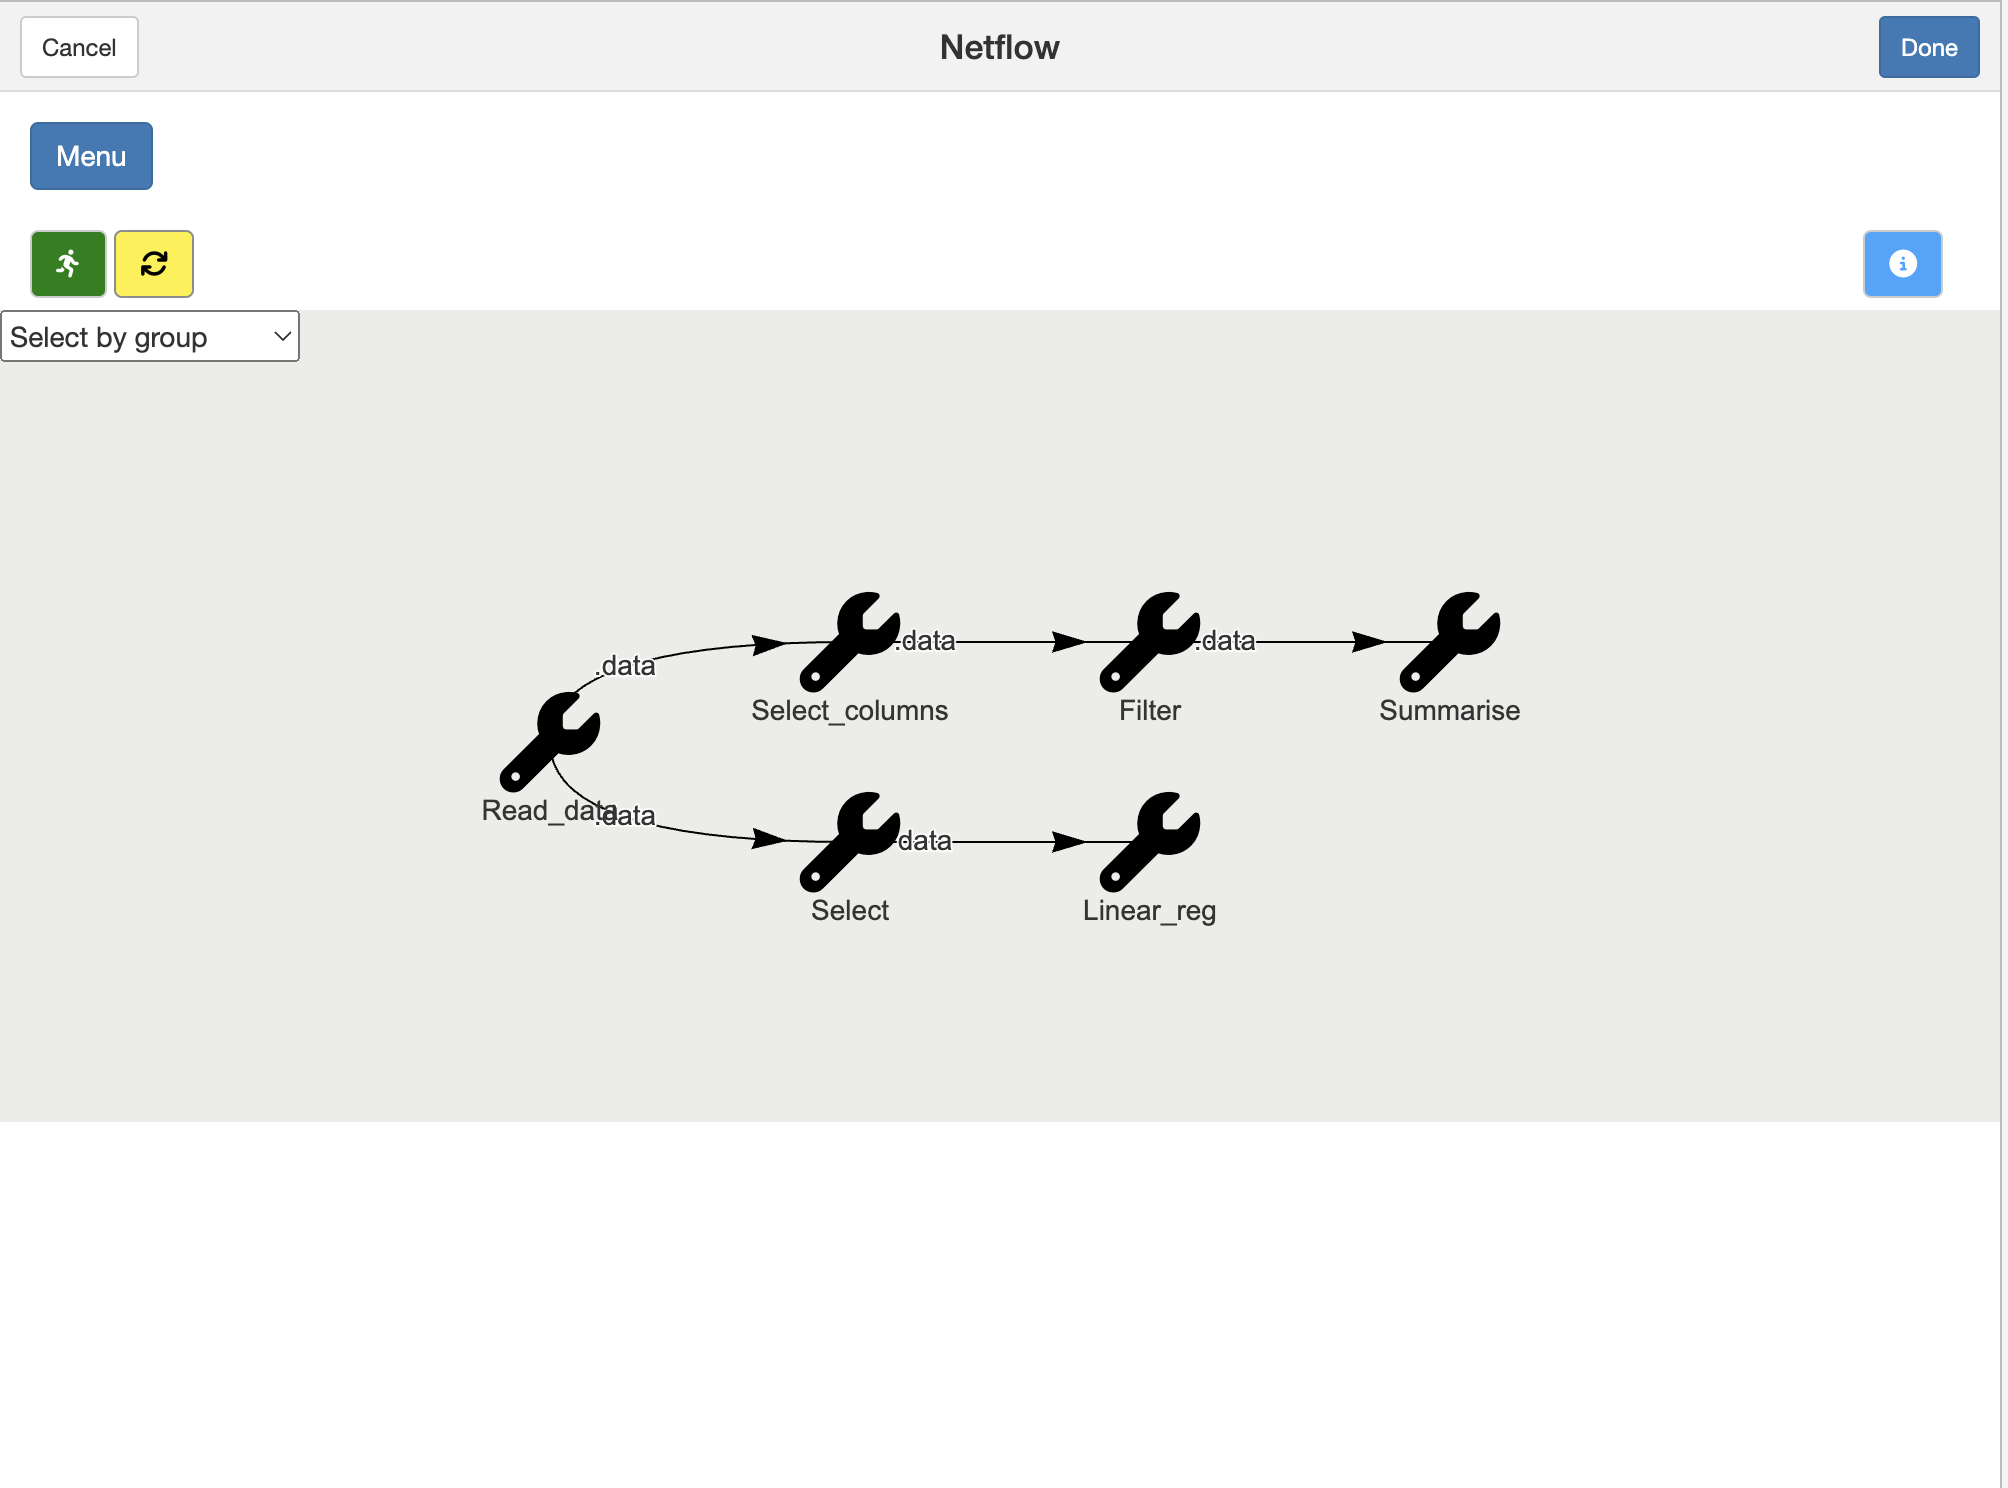 Cancel
Netflow
Done
Menu
Select by group
.data
.data
.data
Select_columns
Filter
Summarise
Read_data
.data
data
Select
Linear_reg